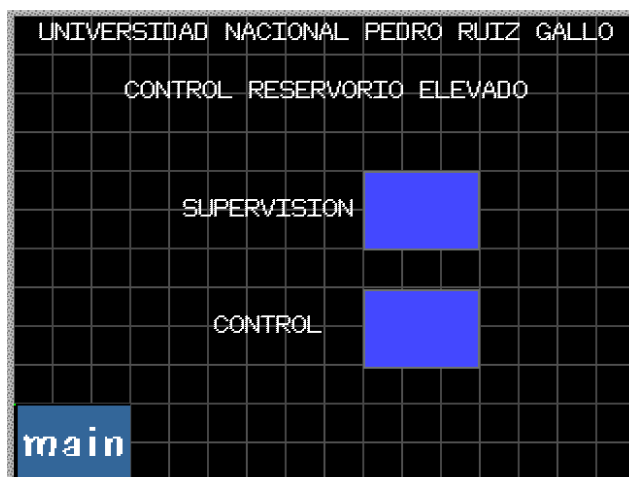 UNIVERSIDAD NACIONAL PEDRO RUIZ GALLO
CONTROL RESERVORIO ELEVADO
SUPERVISION
CONTROL
main